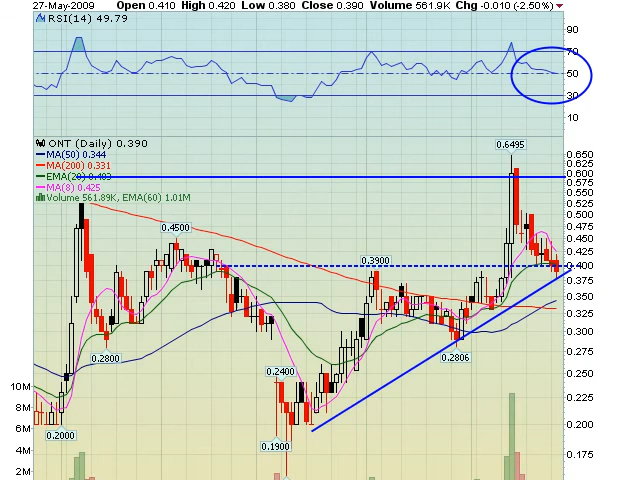 27-May-2009 Open 0.410 High 0.420 Low 0.380 Close 0.390 Volume 561.9K Chg -0.010 (-2.50%)
RSI(14) 49.79
90
70
50
30
10
ONT (Daily) 0.390
MA(50) 0.344
MA(200) 0.331
EMA(20) 0.403
MA(8) 0.425
Volume 561.89K, EMA(60) 1.01M
0.6495
0.4500
0.3900
0.2800
0.2806
0.2400
0.2000
0.1900
0.650
0.625
0.600
0.575
0.550
0.525
0.500
0.475
0.450
0.425
0.400
0.375
0.350
0.325
0.300
0.275
0.250
0.225
0.200
0.175
10M
8M
6M
4M
2M